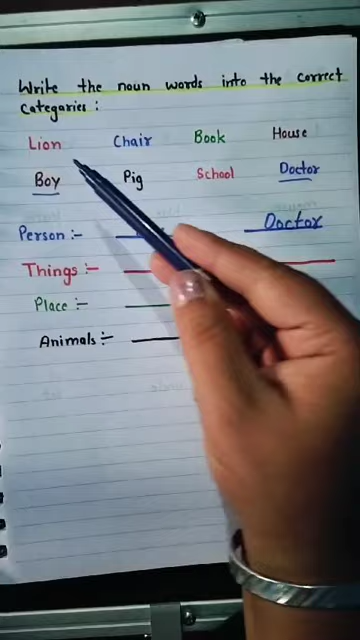 Write the noun words into the correct
categaries :
Lion Chair Book House
Boy Pig School Doctor
Person :- Doctor
Things :-
Place :-
Animals :-